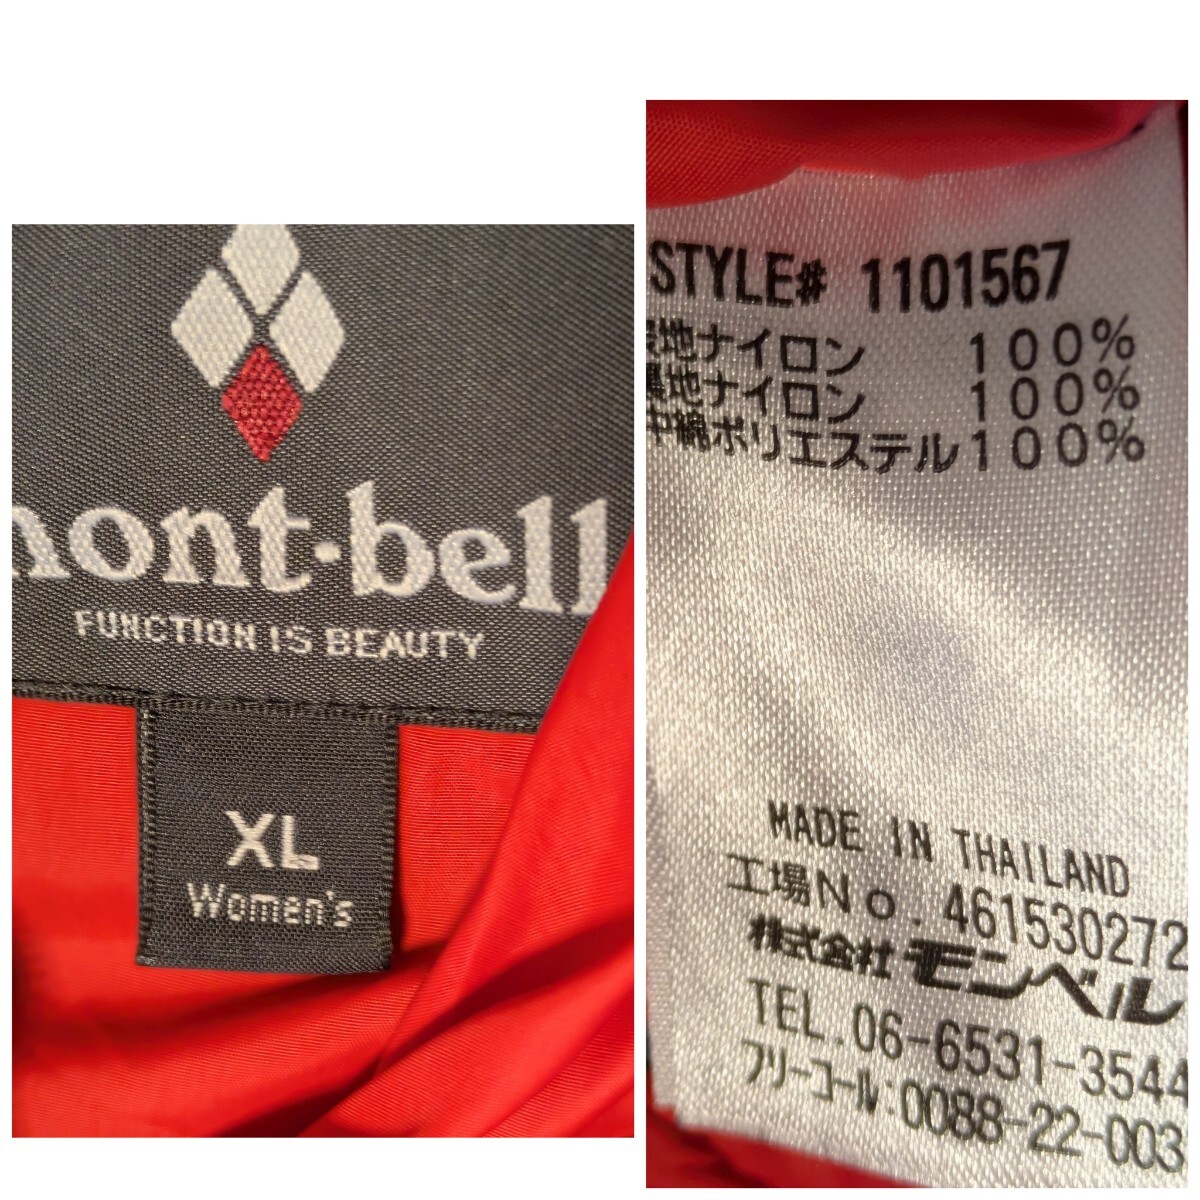 mont-bell
FUNCTION IS BEAUTY
XL
Women's
STYLE# 1101567
表地ナイロン 100%
裏地ナイロン 100%
中綿ポリエステル100%
MADE IN THAILAND
工場No. 461530272
株式会社 モンベル
TEL.06-6531-3544
フリーコール:0088-22-003